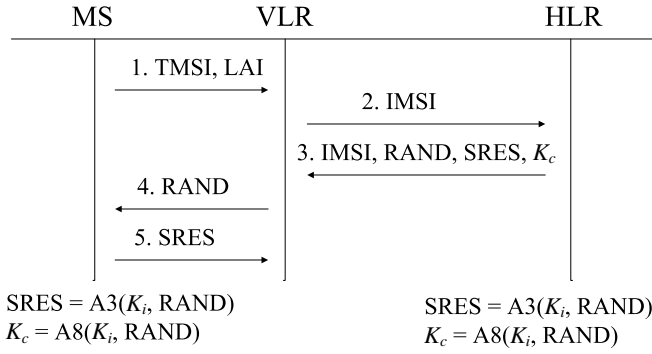 MS VLR HLR
1. TMSI, LAI
2. IMSI
3. IMSI, RAND, SRES, Kc
4. RAND
5. SRES
SRES = A3(Ki, RAND)
Kc = A8(Ki, RAND)
SRES = A3(Ki, RAND)
Kc = A8(Ki, RAND)